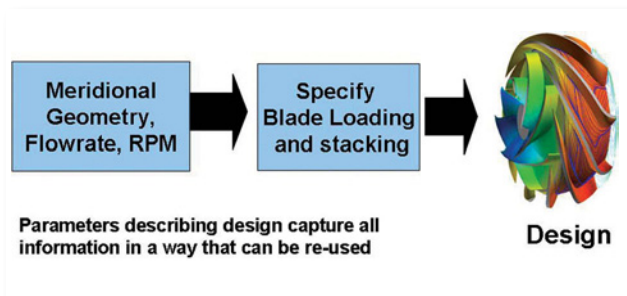 Meridional
Geometry,
Flowrate, RPM
Specify
Blade Loading
and stacking
Design
Parameters describing design capture all
information in a way that can be re-used